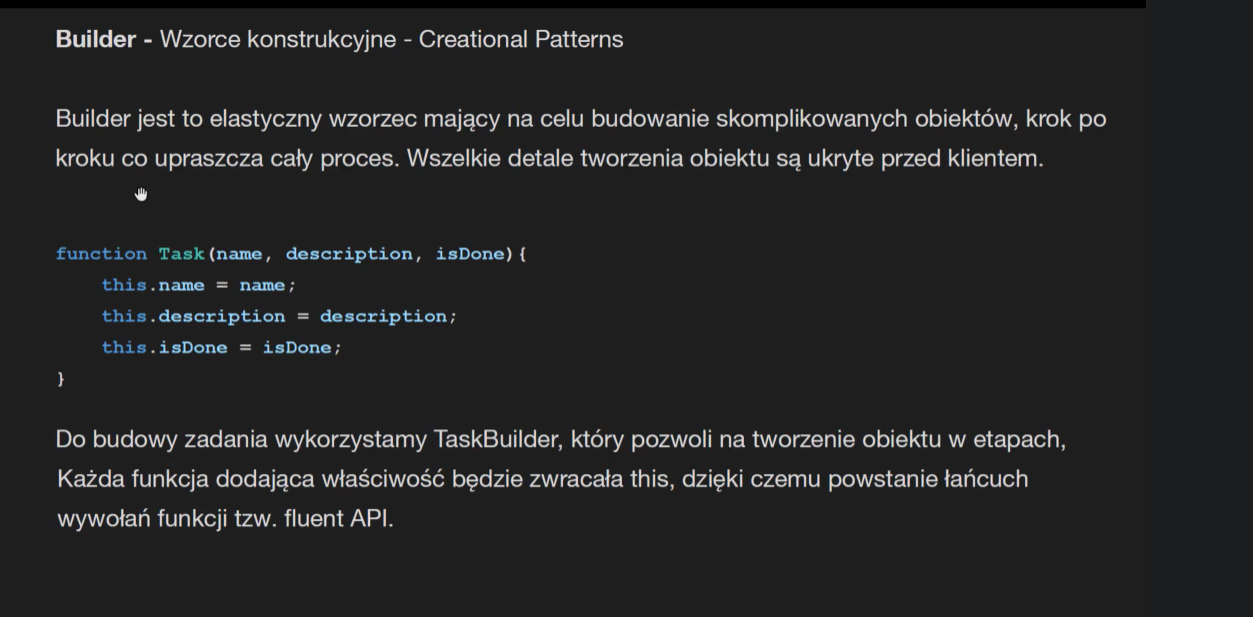 Builder - Wzorce konstrukcyjne - Creational Patterns
Builder jest to elastyczny wzorzec mający na celu budowanie skomplikowanych obiektów, krok po
kroku co upraszcza cały proces. Wszelkie detale tworzenia obiektu są ukryte przed klientem.
function Task(name, description, isDone){
    this.name = name;
    this.description = description;
    this.isDone = isDone;
}
Do budowy zadania wykorzystamy TaskBuilder, który pozwoli na tworzenie obiektu w etapach,
Każda funkcja dodająca właściwość będzie zwracała this, dzięki czemu powstanie łańcuch
wywołań funkcji tzw. fluent API.